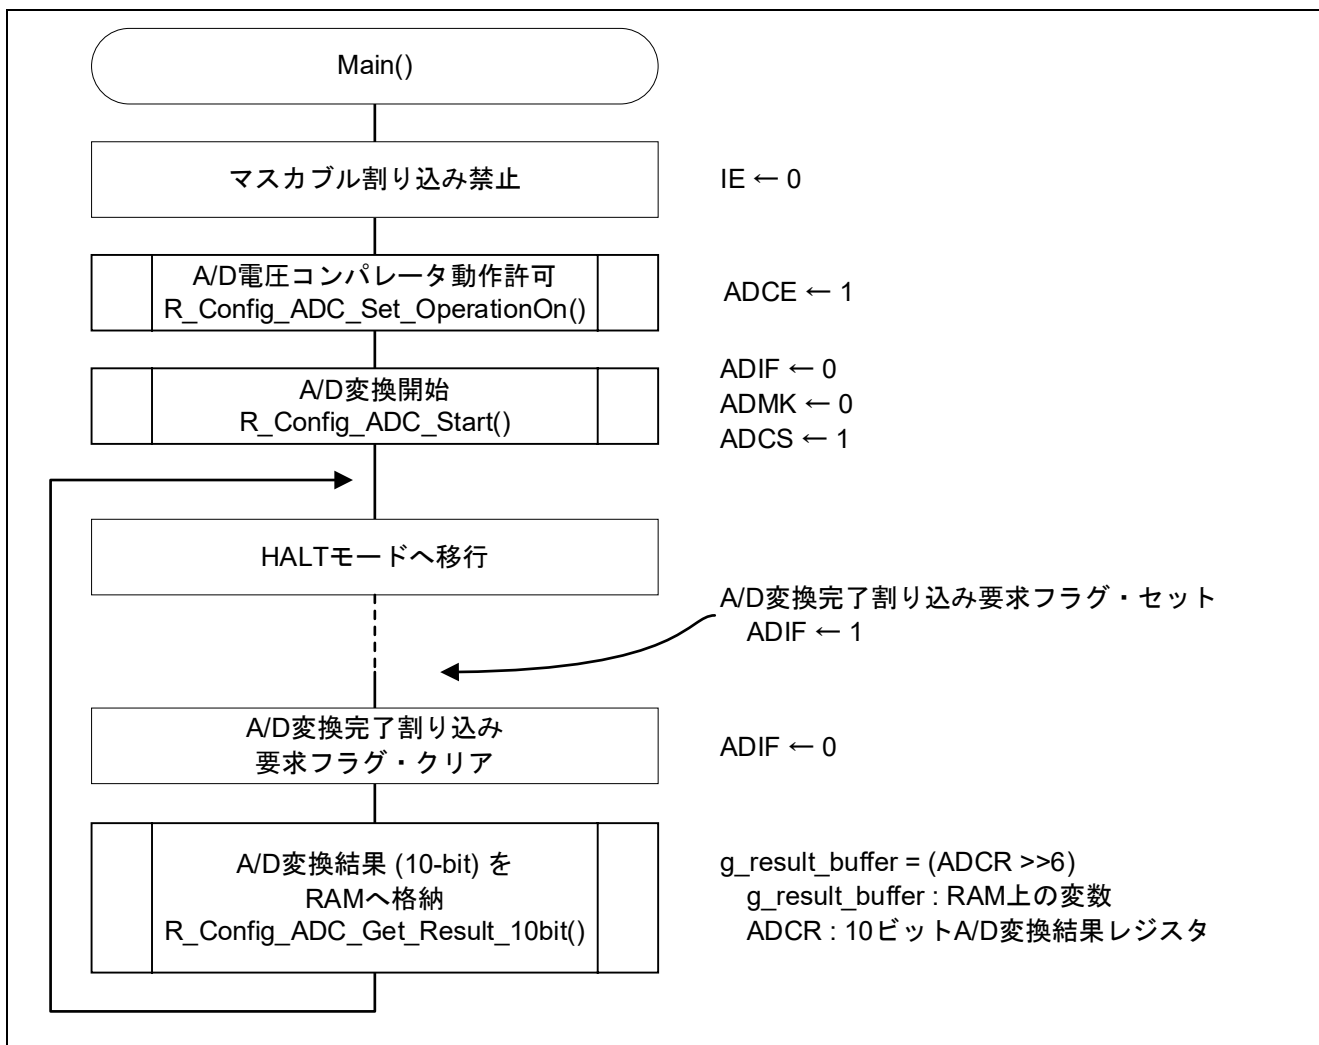 Main()
マスカブル割り込み禁止
IE ← 0
A/D電圧コンパレータ動作許可
R_Config_ADC_Set_OperationOn()
ADCE ← 1
A/D変換開始
R_Config_ADC_Start()
ADIF ← 0
ADMK ← 0
ADCS ← 1
HALTモードへ移行
A/D変換完了割り込み要求フラグ・セット
ADIF ← 1
A/D変換完了割り込み
要求フラグ・クリア
ADIF ← 0
A/D変換結果 (10-bit) を
RAMへ格納
R_Config_ADC_Get_Result_10bit()
g_result_buffer = (ADCR >>6)
g_result_buffer : RAM上の変数
ADCR : 10ビットA/D変換結果レジスタ